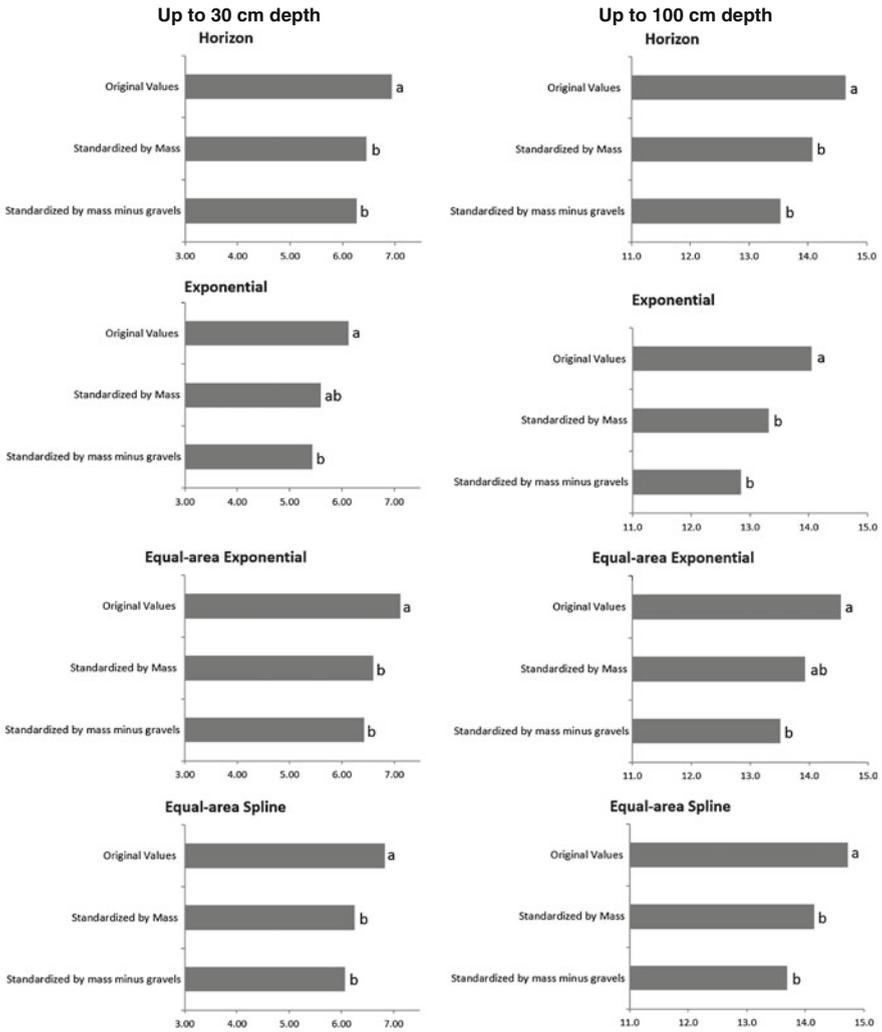 Up to 30 cm depth
Horizon
Original Values a
Standardized by Mass b
Standardized by mass minus gravels b
3.00 4.00 5.00 6.00 7.00
Exponential
Original Values a
Standardized by Mass ab
Standardized by mass minus gravels b
3.00 4.00 5.00 6.00 7.00
Equal-area Exponential
Original Values a
Standardized by Mass b
Standardized by mass minus gravels b
3.00 4.00 5.00 6.00 7.00
Equal-area Spline
Original Values a
Standardized by Mass b
Standardized by mass minus gravels b
3.00 4.00 5.00 6.00 7.00
Up to 100 cm depth
Horizon
Original Values a
Standardized by Mass b
Standardized by mass minus gravels b
11.0 12.0 13.0 14.0 15.0
Exponential
Original Values a
Standardized by Mass b
Standardized by mass minus gravels b
11.0 12.0 13.0 14.0 15.0
Equal-area Exponential
Original Values a
Standardized by Mass ab
Standardized by mass minus gravels b
11.0 12.0 13.0 14.0 15.0
Equal-area Spline
Original Values a
Standardized by Mass b
Standardized by mass minus gravels b
11.0 12.0 13.0 14.0 15.0